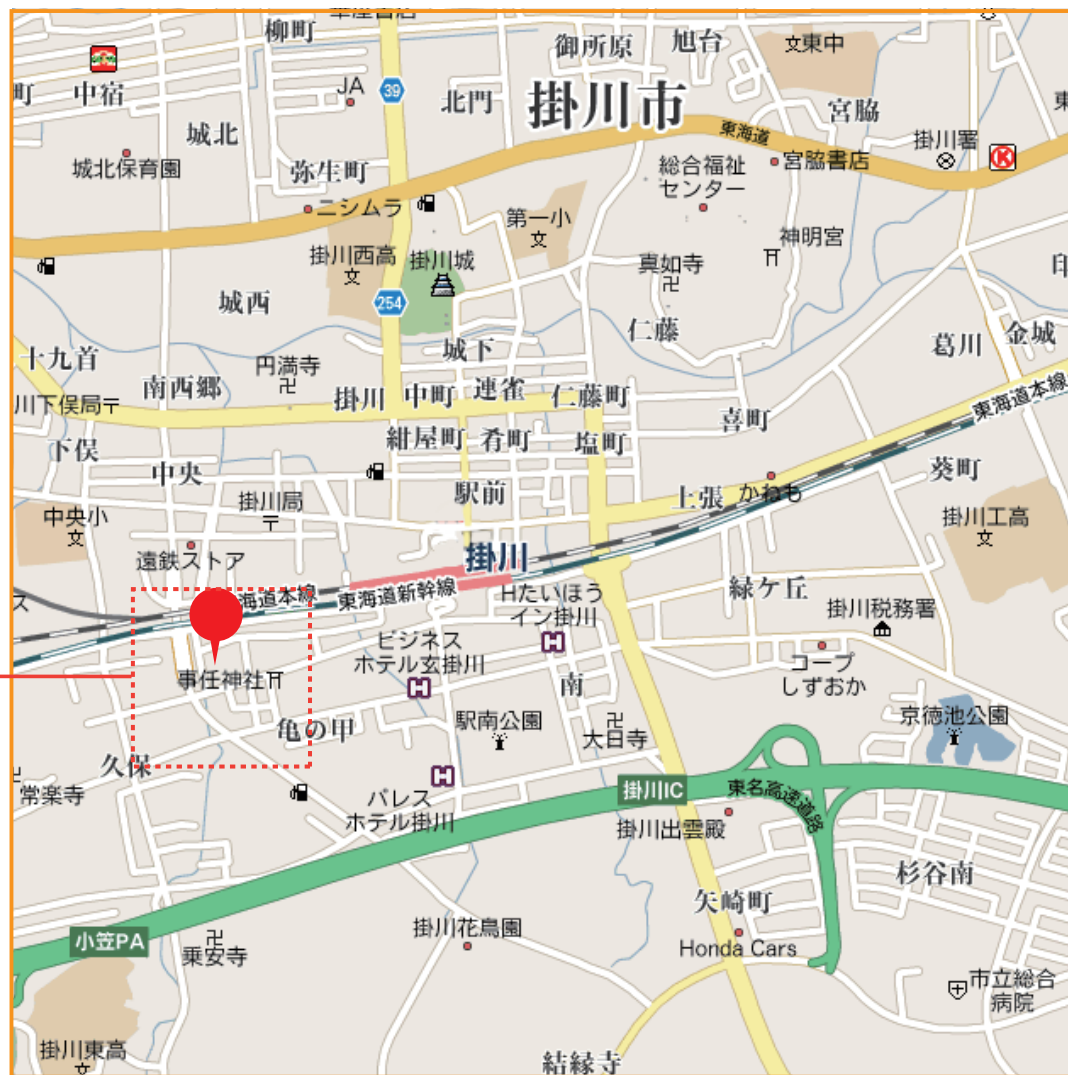 柳町
御所原
旭台
文東中
町
中宿
JA
39
北門
掛川市
宮脇
城北
東海道
掛川署
K
城北保育園
弥生町
総合福祉
センター
宮脇書店
ニシムラ
第一小
文
神明宮
掛川西高
文
掛川城
真如寺
卍
城西
254
仁藤
葛川
金城
十九首
城下
円満寺
卍
南西郷
掛川
中町
連雀
仁藤町
川下俣局〒
喜町
東海道本線
下俣
紺屋町
肴町
塩町
中央
葵町
掛川局
〒
駅前
上張
かねも
中央小
文
掛川工高
文
遠鉄ストア
掛川
ス
海道本線
東海道新幹線
Hたいほう
イン掛川
緑ケ丘
掛川税務署
ビジネス
ホテル玄掛川
H
コープ
しずおか
事任神社
H
南
亀の甲
駅南公園
卍
大日寺
京徳池公園
久保
常楽寺
H
パレス
ホテル掛川
掛川IC
東名高速道路
掛川出雲殿
杉谷南
矢崎町
小笠PA
卍
乗安寺
掛川花鳥園
Honda Cars
市立総合
病院
掛川東高
文
結縁寺